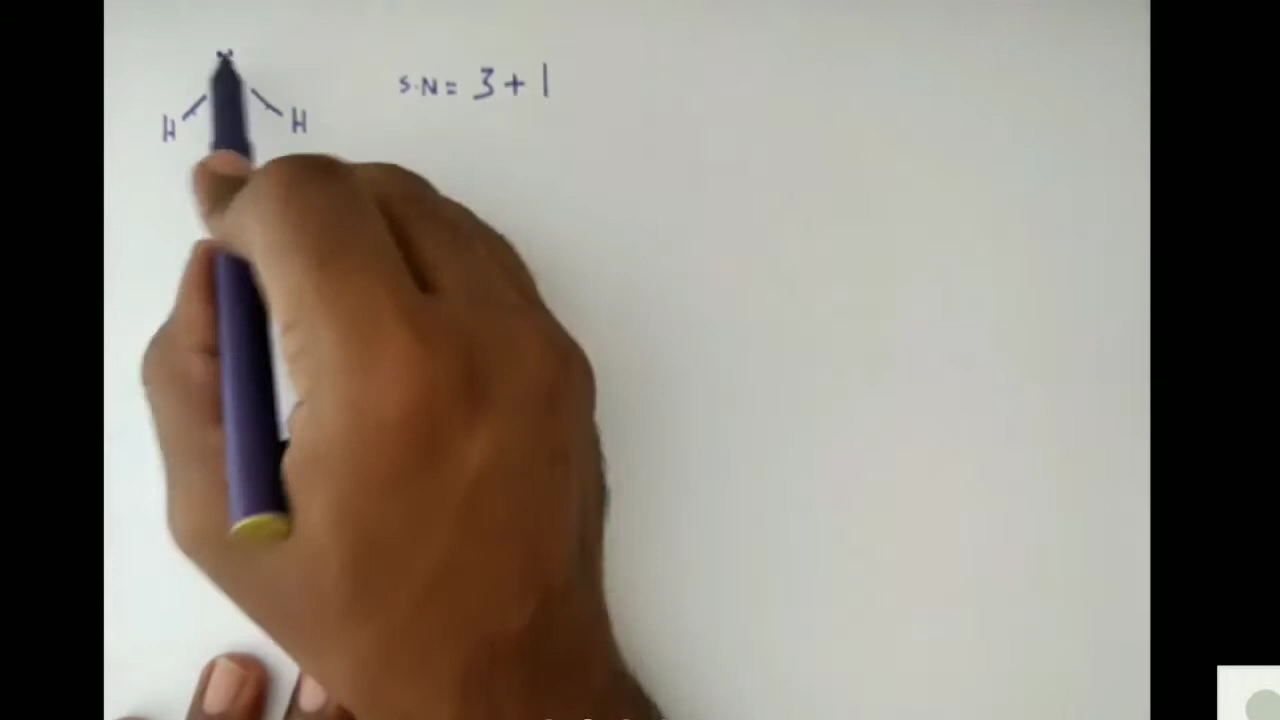 S.N = 3 + 1
H H